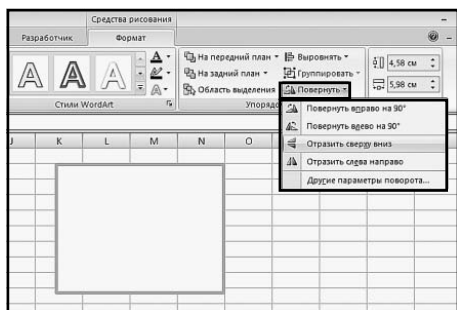 Средства рисования
Разработчик Формат
На передний план Выровнять 4,58 см
На задний план Группировать
Область выделения Повернуть 5,98 см
Стили WordArt Упоряд
Повернуть вправо на 90°
Повернуть влево на 90°
Отразить сверху вниз
Отразить слева направо
Другие параметры поворота...
J K L M N O